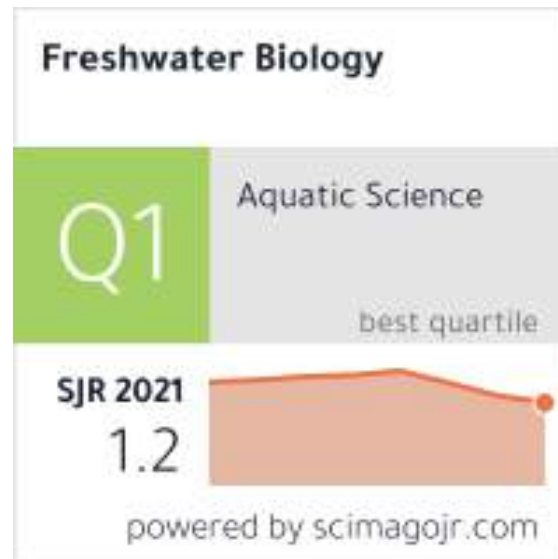 Freshwater Biology
Q1
Aquatic Science
best quartile
SJR 2021
1.2
powered by scimagojr.com